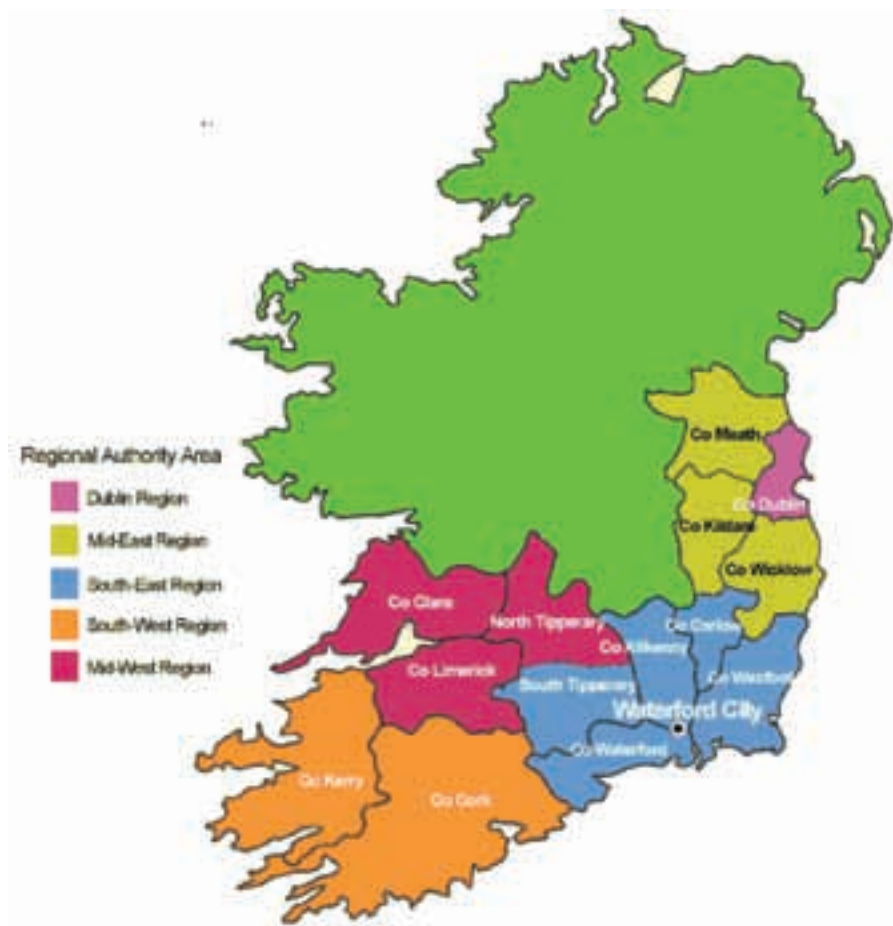 Co Meath
Regional Authority Area
Dublin Region
Co Dublin
Mid-East Region
Co Kildare
Co Wicklow
South-East Region
Co Clare
North Tipperary
Co Carlow
South-West Region
Co Kilkenny
Mid-West Region
Co Limerick
Co Wexford
South Tipperary
Waterford City
Co Waterford
Co Kerry
Co Cork